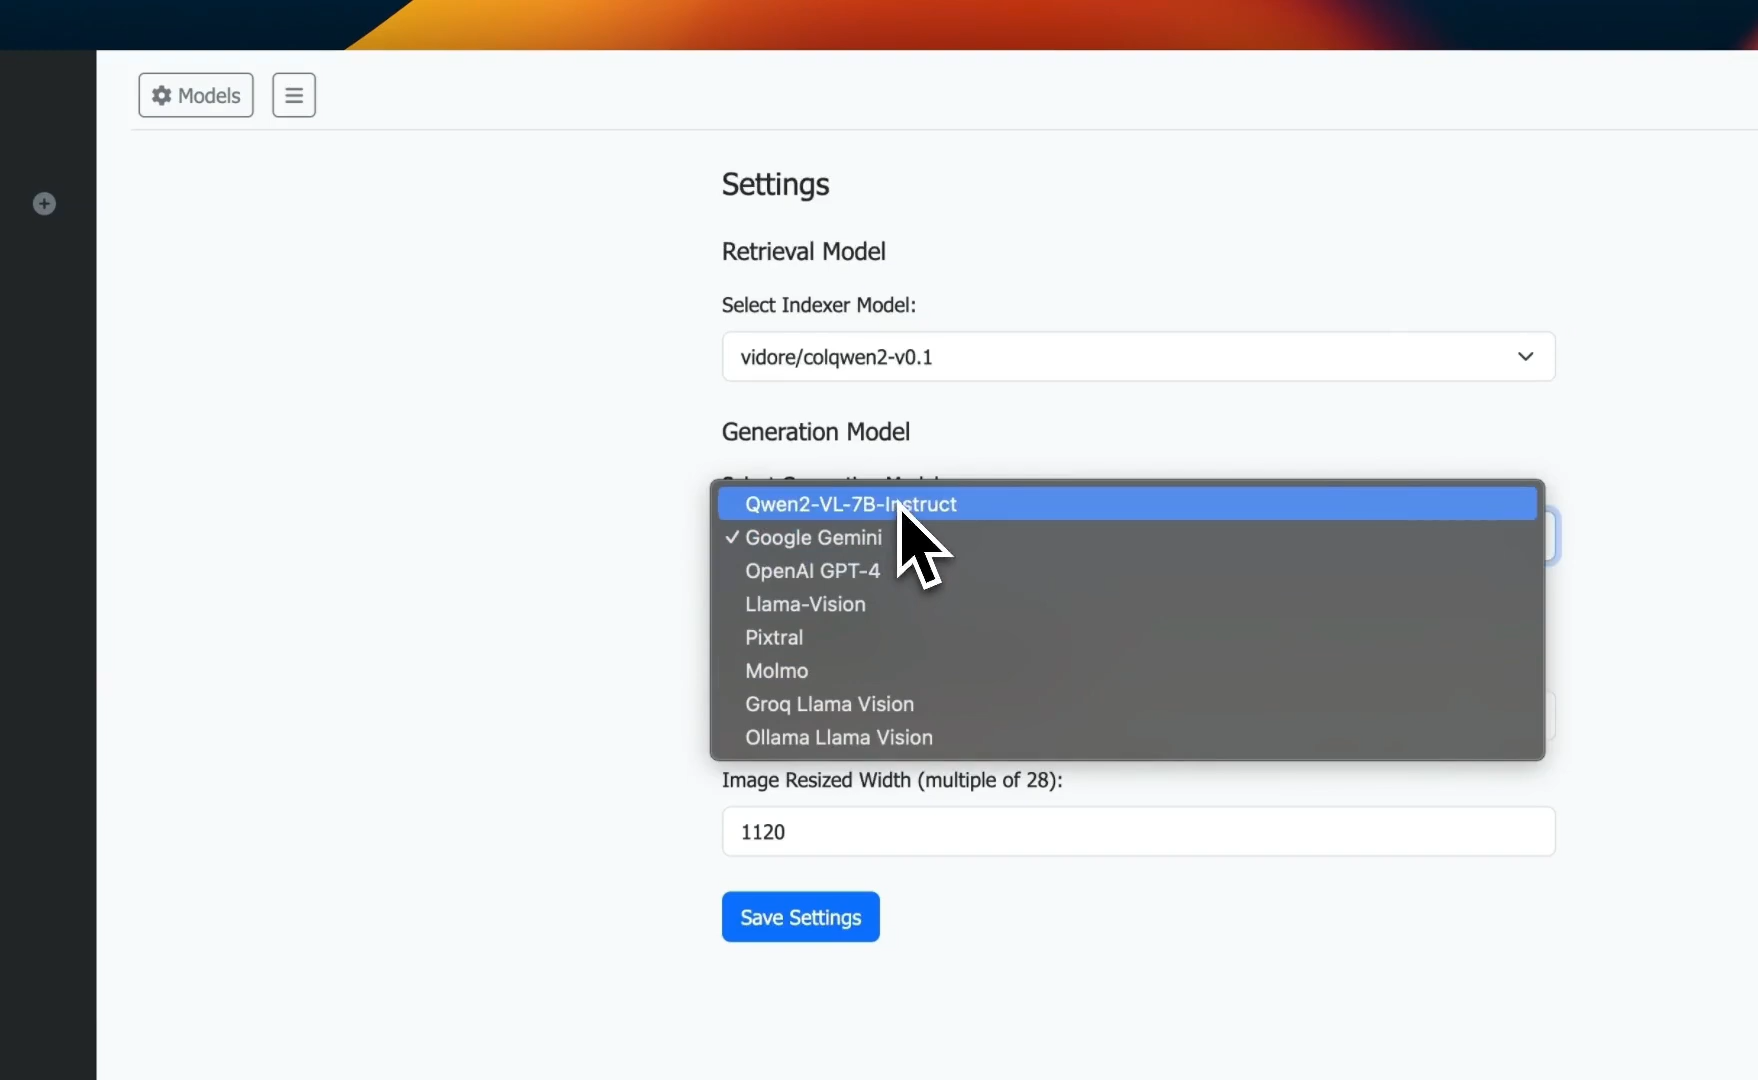 Models
Settings
Retrieval Model
Select Indexer Model:
vidore/colqwen2-v0.1
Generation Model
Qwen2-VL-7B-Instruct
Google Gemini
OpenAI GPT-4
Llama-Vision
Pixtral
Molmo
Groq Llama Vision
Ollama Llama Vision
Image Resized Width (multiple of 28):
1120
Save Settings